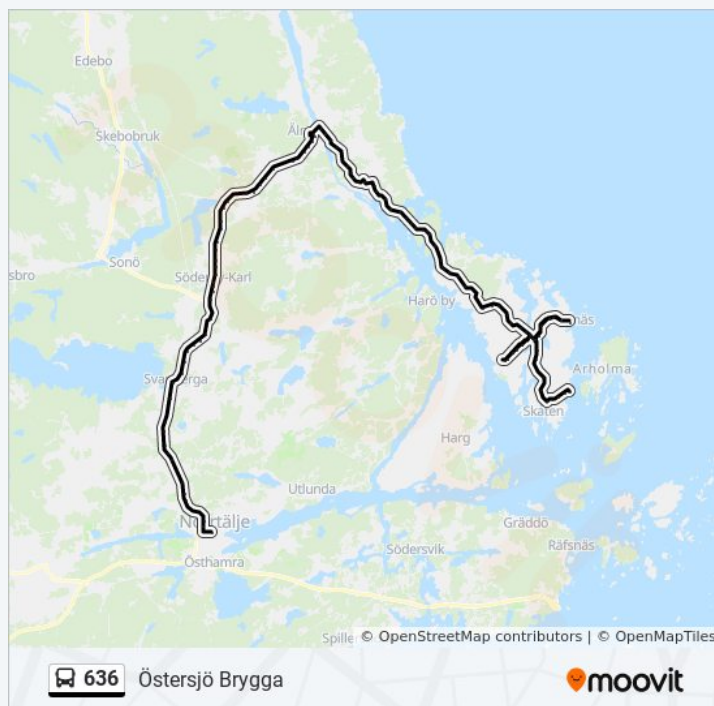 Edebo
Skebobruk
Sonö
Harö by
Arholma
Skaten
Harg
Utlunda
Gräddö
Södersvik
Räfsnäs
Östhamra
Spille
© OpenStreetMap contributors | © OpenMapTiles
636 Östersjö Brygga moovit